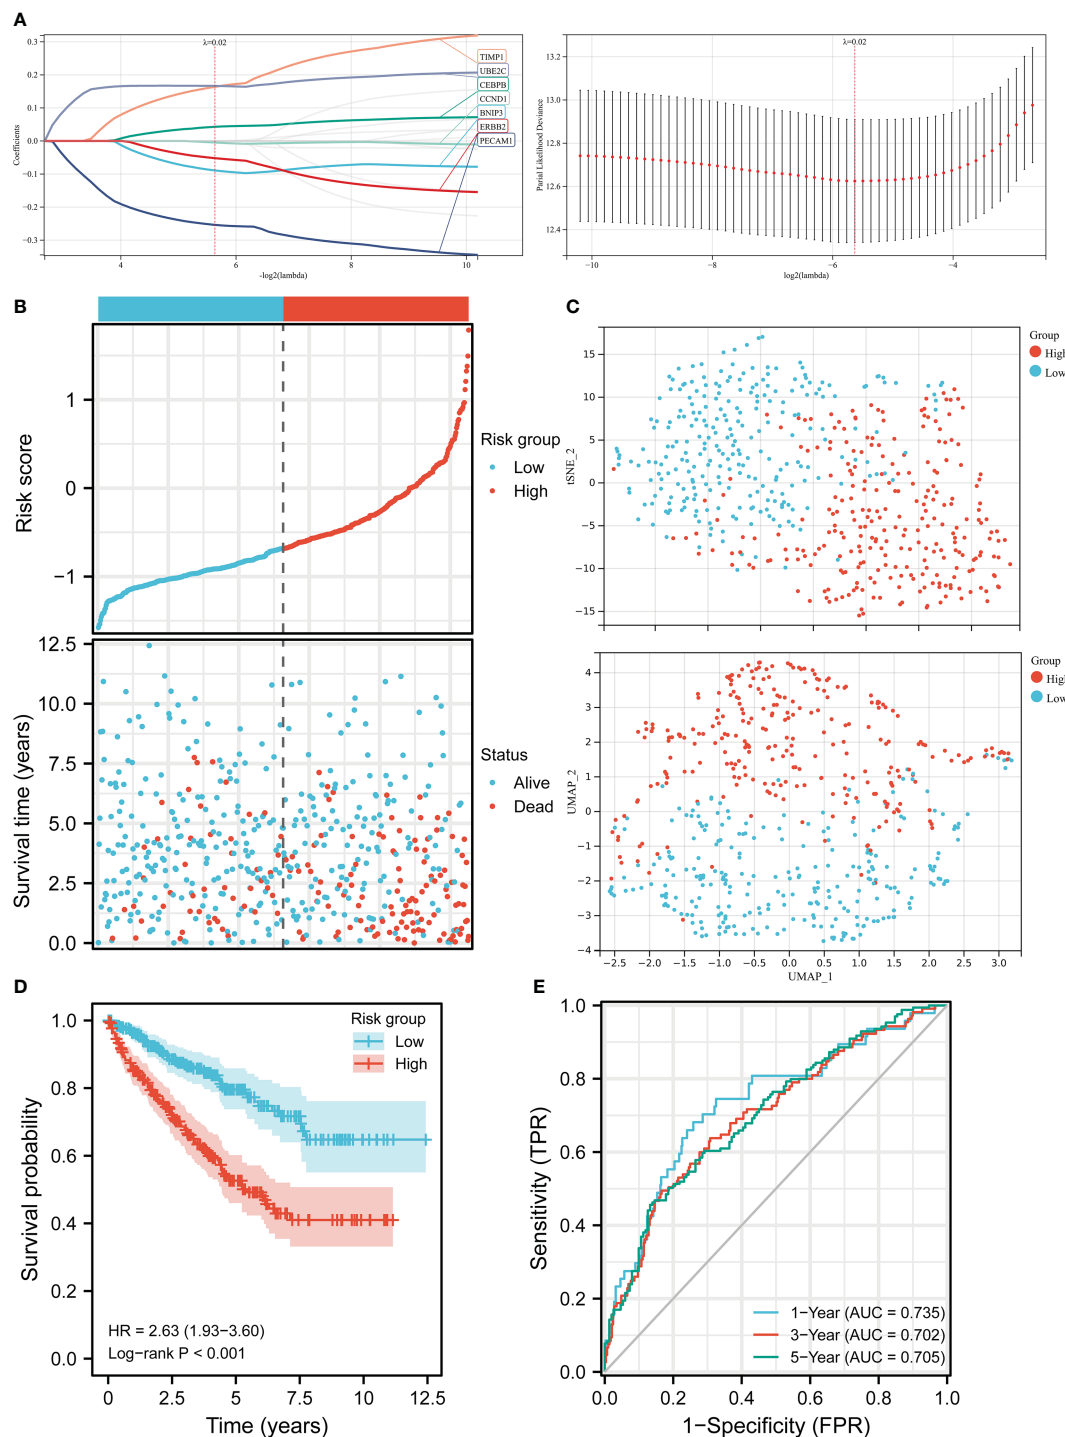 A
λ=0.02
0.3
0.2
0.1
0.0
−0.1
−0.2
−0.3
Coefficients
TIMP1
UBE2C
CEBPB
CCND1
BNIP3
ERBB2
PECAM1
4
6
8
10
-log2(lambda)
λ=0.02
13.2
13.0
12.8
12.6
12.4
Parial Likelihood Deviance
−10
−8
−6
−4
log2(lambda)
B
1
0
−1
Risk score
Risk group
Low
High
12.5
10.0
7.5
5.0
2.5
0.0
Survival time (years)
Status
Alive
Dead
C
15
10
5
0
−5
−10
−15
tSNE_2
Group
High
Low
4
3
2
1
0
−1
−2
−3
−4
UMAP_2
−2.5 −2.0 −1.5 −1.0 −0.5 0.0 0.5 1.0 1.5 2.0 2.5 3.0
UMAP_1
Group
High
Low
D
1.0
0.8
0.6
0.4
0.2
0.0
Survival probability
Risk group
Low
High
HR = 2.63 (1.93−3.60)
Log−rank P < 0.001
0 2.5 5 7.5 10 12.5
Time (years)
E
1.0
0.8
0.6
0.4
0.2
0.0
Sensitivity (TPR)
1−Year (AUC = 0.735)
3−Year (AUC = 0.702)
5−Year (AUC = 0.705)
0.0 0.2 0.4 0.6 0.8 1.0
1−Specificity (FPR)